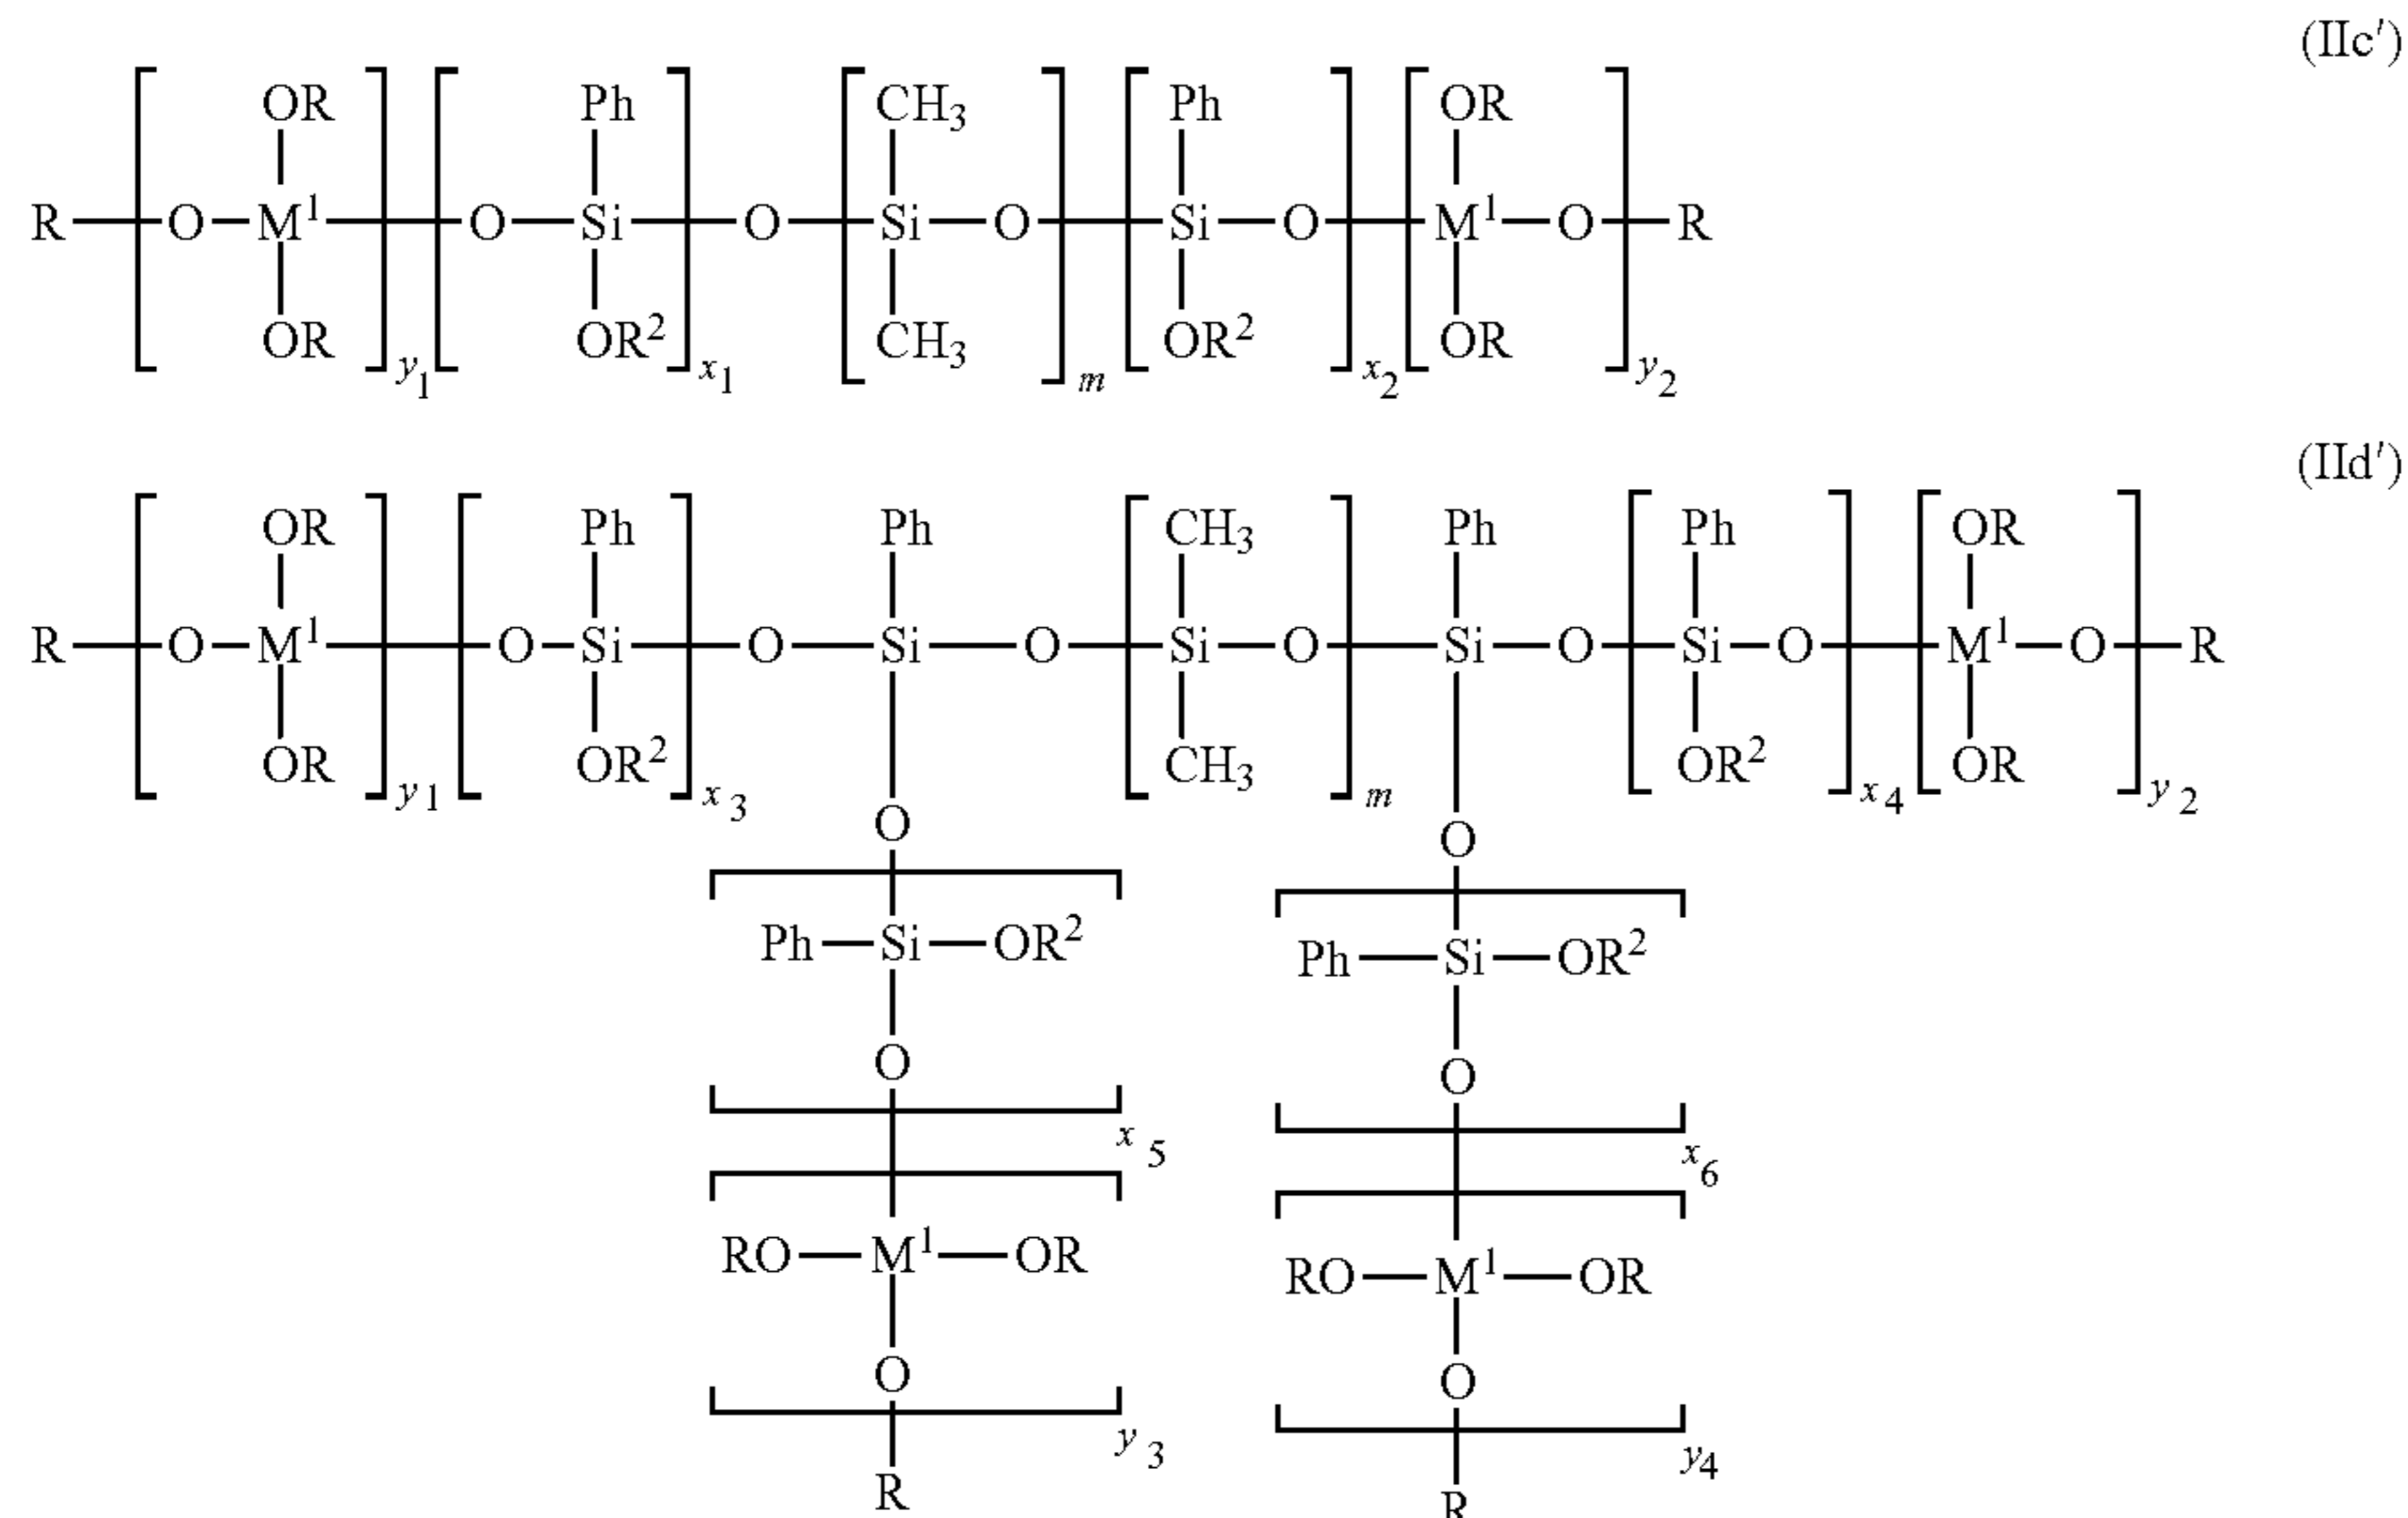 (IIc′)
OR Ph CH₃ Ph OR
R O M¹ O Si O Si O Si O M¹ O R
OR OR² CH₃ OR² OR
y₁ x₁ m x₂ y₂
(IId′)
OR Ph Ph CH₃ Ph Ph OR
R O M¹ O Si O Si O Si O Si O Si O M¹ O R
OR OR² CH₃ OR² OR
y₁ x₃ m x₄ y₂
O O
Ph Si OR² Ph Si OR²
O O
x₅ x₆
RO M¹ OR RO M¹ OR
O O
y₃ y₄
R R